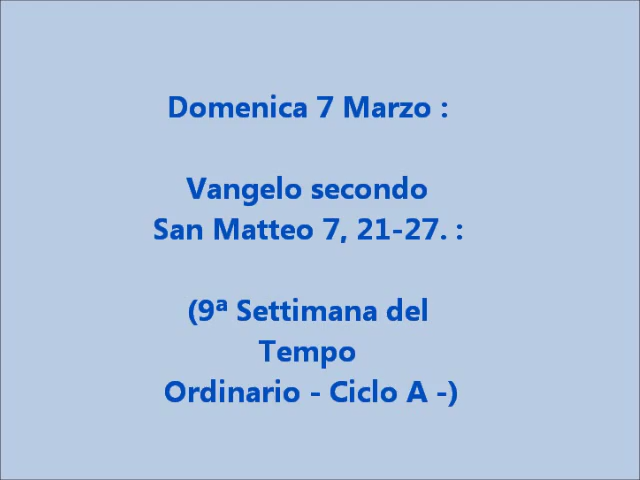 Domenica 7 Marzo :
Vangelo secondo
San Matteo 7, 21-27. :
(9ª Settimana del
Tempo
Ordinario - Ciclo A -)